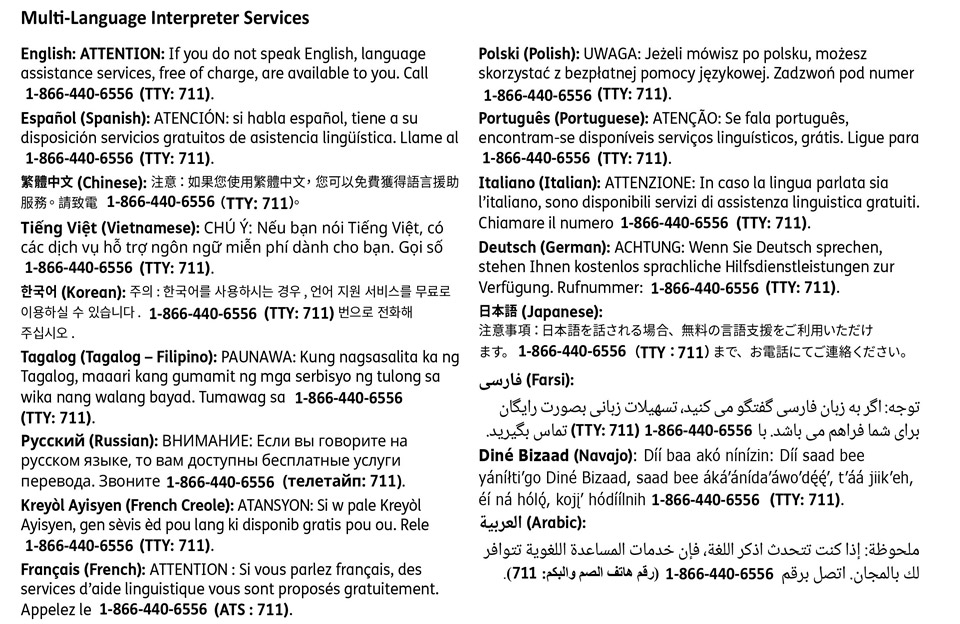 Multi-Language Interpreter Services
English: ATTENTION: If you do not speak English, language
assistance services, free of charge, are available to you. Call
1-866-440-6556 (TTY: 711).
Español (Spanish): ATENCIÓN: si habla español, tiene a su
disposición servicios gratuitos de asistencia lingüística. Llame al
1-866-440-6556 (TTY: 711).
繁體中文 (Chinese): 注意：如果您使用繁體中文，您可以免費獲得語言援助
服務。請致電 1-866-440-6556 (TTY: 711)。
Tiếng Việt (Vietnamese): CHÚ Ý: Nếu bạn nói Tiếng Việt, có
các dịch vụ hỗ trợ ngôn ngữ miễn phí dành cho bạn. Gọi số
1-866-440-6556 (TTY: 711).
한국어 (Korean): 주의 : 한국어를 사용하시는 경우 , 언어 지원 서비스를 무료로
이용하실 수 있습니다 . 1-866-440-6556 (TTY: 711) 번으로 전화해
주십시오 .
Tagalog (Tagalog – Filipino): PAUNAWA: Kung nagsasalita ka ng
Tagalog, maaari kang gumamit ng mga serbisyo ng tulong sa
wika nang walang bayad. Tumawag sa 1-866-440-6556
(TTY: 711).
Русский (Russian): ВНИМАНИЕ: Если вы говорите на
русском языке, то вам доступны бесплатные услуги
перевода. Звоните 1-866-440-6556 (телетайп: 711).
Kreyòl Ayisyen (French Creole): ATANSYON: Si w pale Kreyòl
Ayisyen, gen sèvis èd pou lang ki disponib gratis pou ou. Rele
1-866-440-6556 (TTY: 711).
Français (French): ATTENTION : Si vous parlez français, des
services d'aide linguistique vous sont proposés gratuitement.
Appelez le 1-866-440-6556 (ATS : 711).
Polski (Polish): UWAGA: Jeżeli mówisz po polsku, możesz
skorzystać z bezpłatnej pomocy językowej. Zadzwoń pod numer
1-866-440-6556 (TTY: 711).
Português (Portuguese): ATENÇÃO: Se fala português,
encontram-se disponíveis serviços linguísticos, grátis. Ligue para
1-866-440-6556 (TTY: 711).
Italiano (Italian): ATTENZIONE: In caso la lingua parlata sia
l'italiano, sono disponibili servizi di assistenza linguistica gratuiti.
Chiamare il numero 1-866-440-6556 (TTY: 711).
Deutsch (German): ACHTUNG: Wenn Sie Deutsch sprechen,
stehen Ihnen kostenlos sprachliche Hilfsdienstleistungen zur
Verfügung. Rufnummer: 1-866-440-6556 (TTY: 711).
日本語 (Japanese):
注意事項：日本語を話される場合、無料の言語支援をご利用いただけ
ます。 1-866-440-6556 （TTY：711）まで、お電話にてご連絡ください。
فارسی (Farsi):
توجه: اگر به زبان فارسی گفتگو می کنید، تسهیلات زبانی بصورت رایگان
برای شما فراهم می باشد. با 1-866-440-6556 (TTY: 711) تماس بگیرید.
Diné Bizaad (Navajo): Díí baa akó nínízin: Díí saad bee
yáníłti'go Diné Bizaad, saad bee áká'ánída'áwo'dę́ę́', t'áá jiik'eh,
éí ná hólǫ́, kojį' hódíílnih 1-866-440-6556 (TTY: 711).
العربية (Arabic):
ملحوظة: إذا كنت تتحدث اذكر اللغة، فإن خدمات المساعدة اللغوية تتوافر
لك بالمجان. اتصل برقم 1-866-440-6556 (رقم هاتف الصم والبكم: 711).